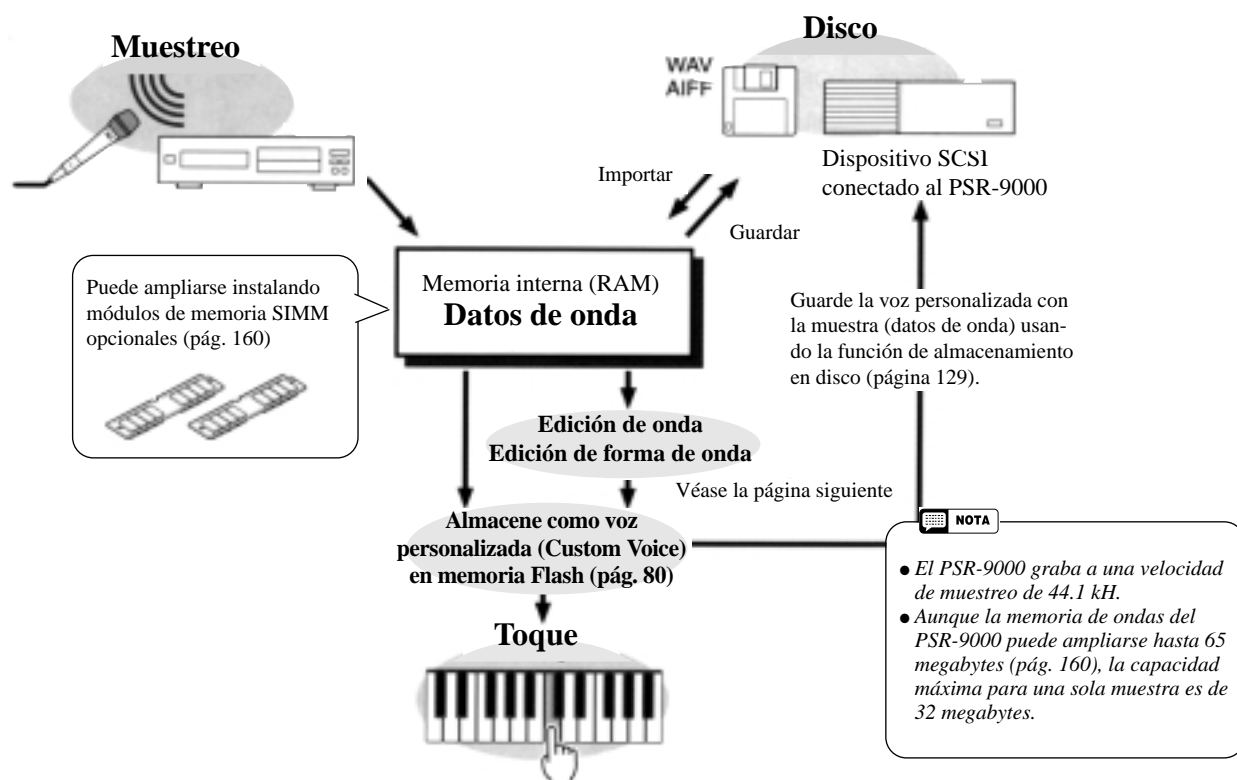 Muestreo
Disco
WAV
AIFF
Dispositivo SCSI
conectado al PSR-9000
Importar
Guardar
Puede ampliarse instalando
módulos de memoria SIMM
opcionales (pág. 160)
Memoria interna (RAM)
Datos de onda
Guarde la voz personalizada con
la muestra (datos de onda) usan-
do la función de almacenamiento
en disco (página 129).
Edición de onda
Edición de forma de onda
Véase la página siguiente
Almacene como voz
personalizada (Custom Voice)
en memoria Flash (pág. 80)
Toque
NOTA
● El PSR-9000 graba a una velocidad
de muestreo de 44.1 kH.
● Aunque la memoria de ondas del
PSR-9000 puede ampliarse hasta 65
megabytes (pág. 160), la capacidad
máxima para una sola muestra es de
32 megabytes.